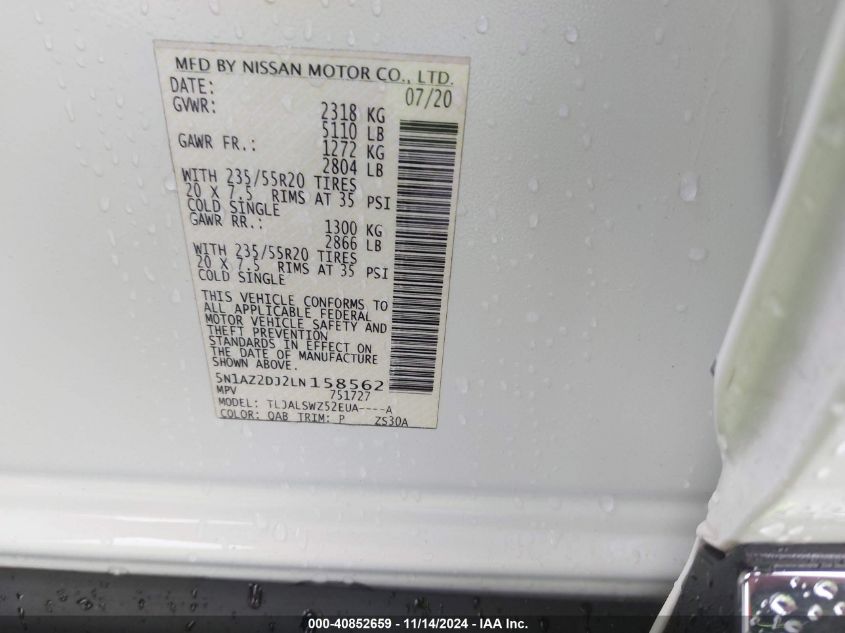 MFD BY NISSAN MOTOR CO., LTD.
DATE: 07/20
GVWR: 2318 KG
5110 LB
GAWR FR.: 1272 KG
2804 LB
WITH 235/55R20 TIRES
20 X 7.5 RIMS AT 35 PSI
COLD SINGLE
GAWR RR.: 1300 KG
2866 LB
WITH 235/55R20 TIRES
20 X 7.5 RIMS AT 35 PSI
COLD SINGLE
THIS VEHICLE CONFORMS TO
ALL APPLICABLE FEDERAL
MOTOR VEHICLE SAFETY AND
THEFT PREVENTION
STANDARDS IN EFFECT ON
THE DATE OF MANUFACTURE
SHOWN ABOVE.
5N1AZ2DJ2LN158562
MPV 751727
MODEL: TLJALSWZ52EUA----A
COLOR: QAB TRIM: P ZS30A
000-40852659 - 11/14/2024 - IAA Inc.